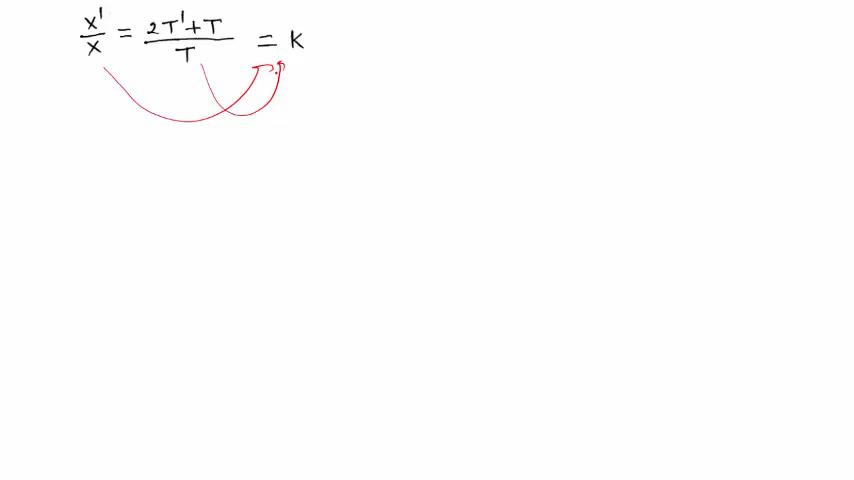 x'/x = (2T'+T)/T = K